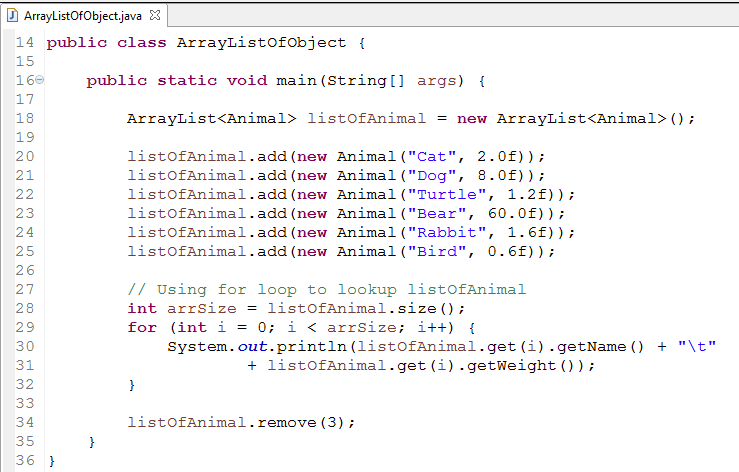 ArrayListOfObject.java
14 public class ArrayListOfObject {
15
16 public static void main(String[] args) {
17
18 ArrayList<Animal> listOfAnimal = new ArrayList<Animal>();
19
20 listOfAnimal.add(new Animal("Cat", 2.0f));
21 listOfAnimal.add(new Animal("Dog", 8.0f));
22 listOfAnimal.add(new Animal("Turtle", 1.2f));
23 listOfAnimal.add(new Animal("Bear", 60.0f));
24 listOfAnimal.add(new Animal("Rabbit", 1.6f));
25 listOfAnimal.add(new Animal("Bird", 0.6f));
26
27 // Using for loop to lookup listOfAnimal
28 int arrSize = listOfAnimal.size();
29 for (int i = 0; i < arrSize; i++) {
30 System.out.println(listOfAnimal.get(i).getName() + "\t"
31 + listOfAnimal.get(i).getWeight());
32 }
33
34 listOfAnimal.remove(3);
35 }
36 }